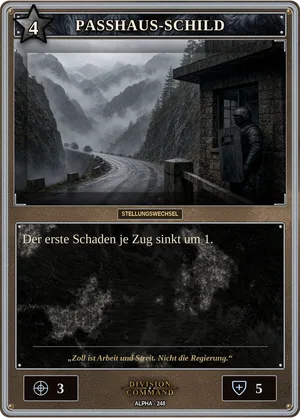 4
PASSHAUS-SCHILD
STELLUNGSWECHSEL
Der erste Schaden je Zug sinkt um 1.
„Zoll ist Arbeit und Streit. Nicht die Regierung.“
3
DIVISION
COMMAND
5
ALPHA · 248